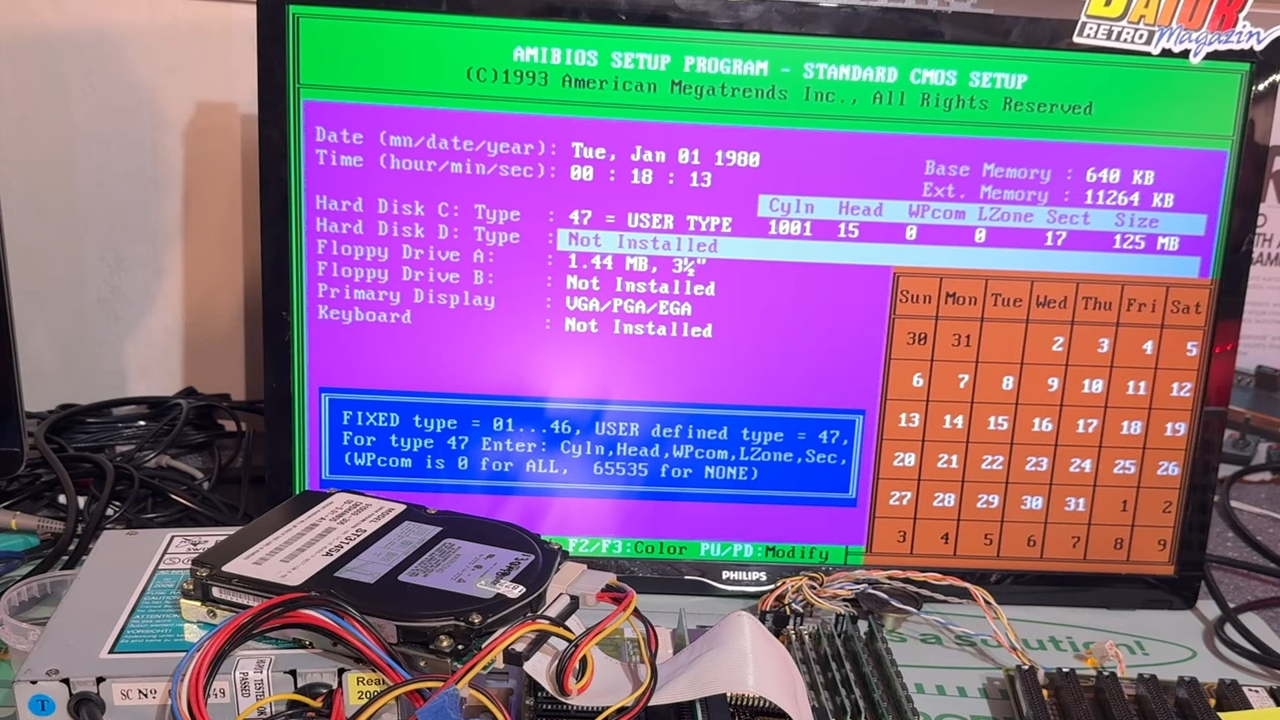 RETRO Magazin
AMIBIOS SETUP PROGRAM - STANDARD CMOS SETUP
(C)1993 American Megatrends Inc., All Rights Reserved
Date (mn/date/year): Tue, Jan 01 1980
Time (hour/min/sec): 00 : 18 : 13
Base Memory : 640 KB
Ext. Memory : 11264 KB
Cyln Head WPcom LZone Sect Size
Hard Disk C: Type : 47 = USER TYPE 1001 15 0 0 17 125 MB
Hard Disk D: Type : Not Installed
Floppy Drive A: : 1.44 MB, 3½"
Floppy Drive B: : Not Installed
Primary Display : VGA/PGA/EGA
Keyboard : Not Installed
Sun Mon Tue Wed Thu Fri Sat
30 31 2 3 4 5
6 7 8 9 10 11 12
13 14 15 16 17 18 19
20 21 22 23 24 25 26
27 28 29 30 31 1 2
3 4 5 6 7 8 9
FIXED type = 01...46, USER defined type = 47,
For type 47 Enter: Cyln,Head,WPcom,LZone,Sec,
(WPcom is 0 for ALL, 65535 for NONE)
F2/F3:Color PU/PD:Modify
PHILIPS
MODEL
ST3145A
VORSICHT!
SC Nº
s a solution!